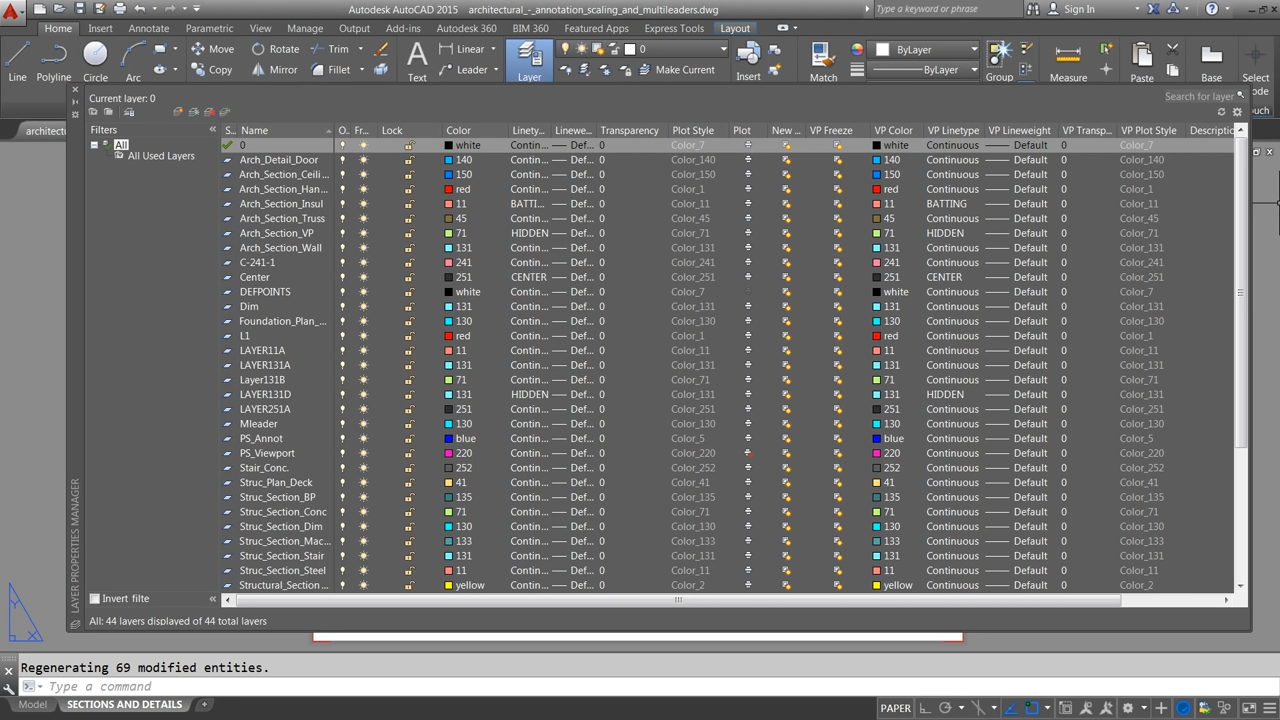 Autodesk AutoCAD 2015 architectural_-_annotation_scaling_and_multileaders.dwg
Type a keyword or phrase
Sign In
Home Insert Annotate Parametric View Manage Output Add-ins Autodesk 360 BIM 360 Featured Apps Express Tools Layout
Line Polyline Circle Arc
Move Rotate Trim
Copy Mirror Fillet
Text Linear
Leader
Layer
0
Make Current
Insert Match
ByLayer
ByLayer
Group Measure Paste Base Select
ode
ouch
architectu
Current layer: 0
Search for layer
Filters
All
All Used Layers
S... Name O. Fr... Lock Color Linety... Linewe... Transparency Plot Style Plot New ... VP Freeze VP Color VP Linetype VP Lineweight VP Transp... VP Plot Style Descriptio
0 white Contin... Def... 0 Color_7 white Continuous Default 0 Color_7
Arch_Detail_Door 140 Contin... Def... 0 Color_140 140 Continuous Default 0 Color_140
Arch_Section_Ceili ... 150 Contin... Def... 0 Color_150 150 Continuous Default 0 Color_150
Arch_Section_Han... red Contin... Def... 0 Color_1 red Continuous Default 0 Color_1
Arch_Section_Insul 11 BATTI... Def... 0 Color_11 11 BATTING Default 0 Color_11
Arch_Section_Truss 45 Contin... Def... 0 Color_45 45 Continuous Default 0 Color_45
Arch_Section_VP 71 HIDDEN Def... 0 Color_71 71 HIDDEN Default 0 Color_71
Arch_Section_Wall 131 Contin... Def... 0 Color_131 131 Continuous Default 0 Color_131
C-241-1 241 Contin... Def... 0 Color_241 241 Continuous Default 0 Color_241
Center 251 CENTER Def... 0 Color_251 251 CENTER Default 0 Color_251
DEFPOINTS white Contin... Def... 0 Color_7 white Continuous Default 0 Color_7
Dim 131 Contin... Def... 0 Color_131 131 Continuous Default 0 Color_131
Foundation_Plan_... 130 Contin... Def... 0 Color_130 130 Continuous Default 0 Color_130
L1 red Contin... Def... 0 Color_1 red Continuous Default 0 Color_1
LAYER11A 11 Contin... Def... 0 Color_11 11 Continuous Default 0 Color_11
LAYER131A 131 Contin... Def... 0 Color_131 131 Continuous Default 0 Color_131
Layer131B 71 Contin... Def... 0 Color_71 71 Continuous Default 0 Color_71
LAYER131D 131 HIDDEN Def... 0 Color_131 131 HIDDEN Default 0 Color_131
LAYER251A 251 Contin... Def... 0 Color_251 251 Continuous Default 0 Color_251
Mleader 130 Contin... Def... 0 Color_130 130 Continuous Default 0 Color_130
PS_Annot blue Contin... Def... 0 Color_5 blue Continuous Default 0 Color_5
PS_Viewport 220 Contin... Def... 0 Color_220 220 Continuous Default 0 Color_220
Stair_Conc. 252 Contin... Def... 0 Color_252 252 Continuous Default 0 Color_252
Struc_Plan_Deck 41 Contin... Def... 0 Color_41 41 Continuous Default 0 Color_41
Struc_Section_BP 135 Contin... Def... 0 Color_135 135 Continuous Default 0 Color_135
Struc_Section_Conc 71 Contin... Def... 0 Color_71 71 Continuous Default 0 Color_71
Struc_Section_Dim 130 Contin... Def... 0 Color_130 130 Continuous Default 0 Color_130
Struc_Section_Mac... 133 Contin... Def... 0 Color_133 133 Continuous Default 0 Color_133
Struc_Section_Stair 131 Contin... Def... 0 Color_131 131 Continuous Default 0 Color_131
Struc_Section_Steel 11 Contin... Def... 0 Color_11 11 Continuous Default 0 Color_11
Structural_Section ... yellow Contin... Def... 0 Color_2 yellow Continuous Default 0 Color_2
Invert filte
LAYER PROPERTIES MANAGER
All: 44 layers displayed of 44 total layers
Regenerating 69 modified entities.
Type a command
Model SECTIONS AND DETAILS
PAPER